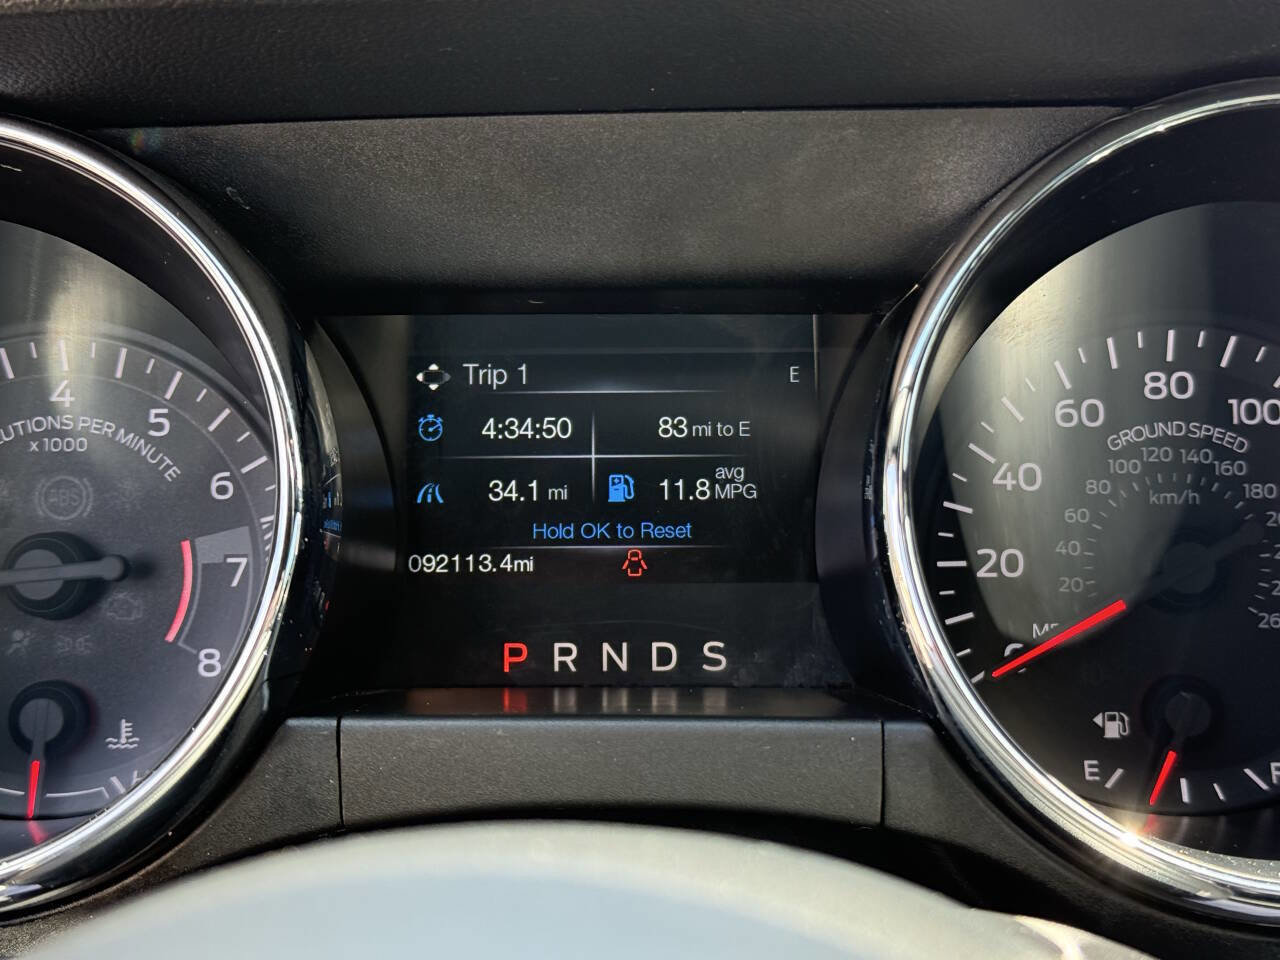 Trip 1 E
4:34:50 83 mi to E
34.1 mi 11.8 avg MPG
Hold OK to Reset
092113.4mi
P R N D S
4 5 6 7 8
UTIONS PER MINUTE
x1000
ABS
0 20 40 60 80 100
GROUND SPEED
20 40 60 80 100 120 140 160 180
km/h
E